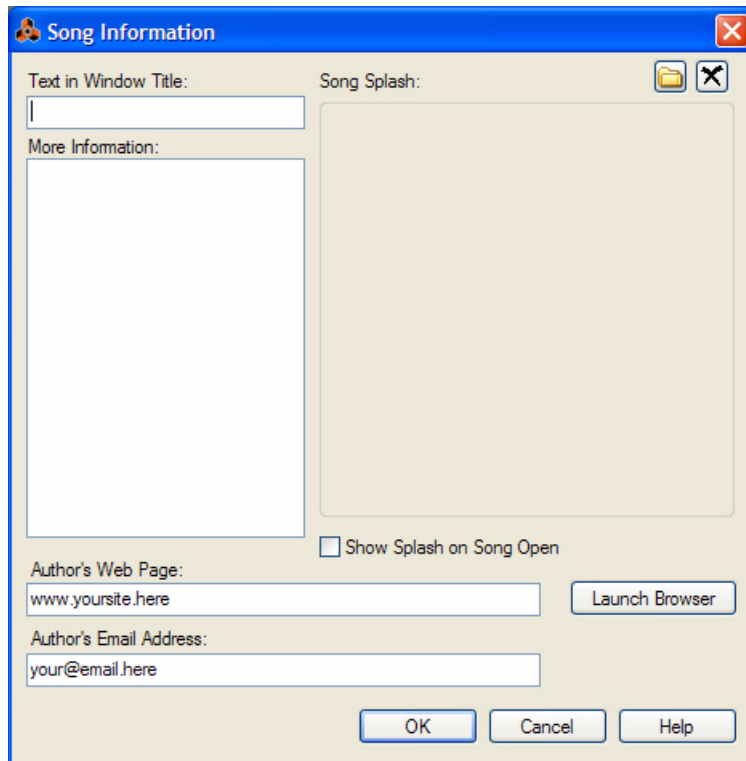 Song Information
Text in Window Title:
Song Splash:
More Information:
Show Splash on Song Open
Author's Web Page:
www.yoursite.here
Launch Browser
Author's Email Address:
your@email.here
OK
Cancel
Help